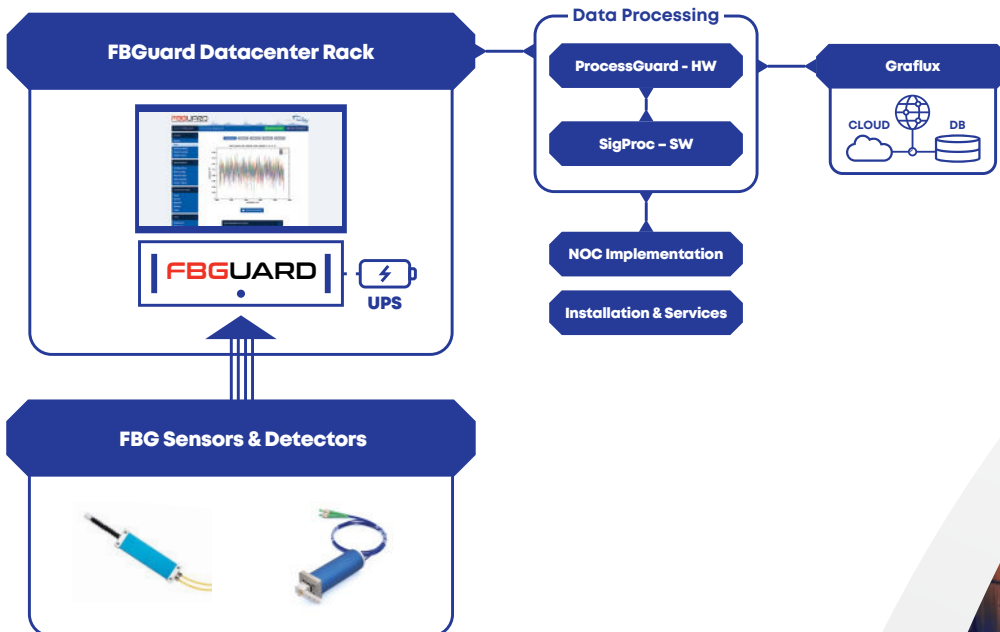 FBGuard Datacenter Rack
FBGUARD
FBGUARD
UPS
FBG Sensors & Detectors
Data Processing
ProcessGuard - HW
SigProc – SW
NOC Implementation
Installation & Services
Graflux
CLOUD
DB